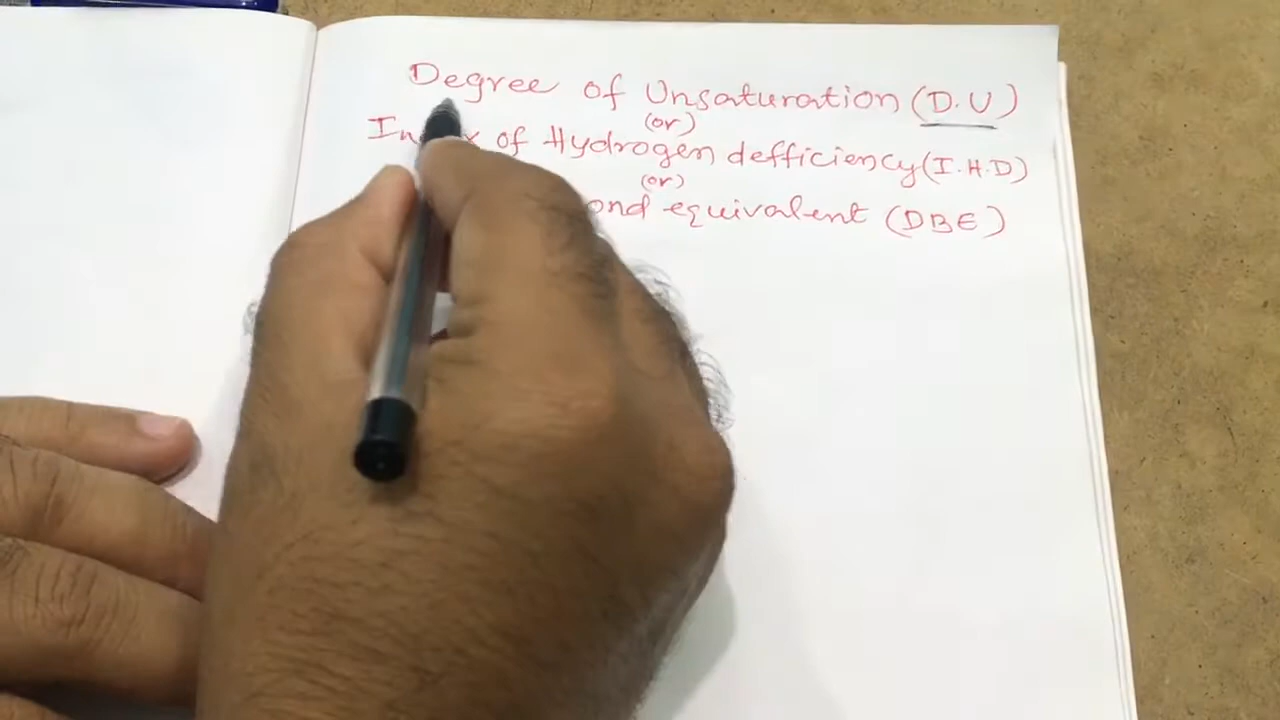 Degree of Unsaturation (D.U)
(or)
of Hydrogen defficiency (I.H.D)
(or)
equivalent (DBE)